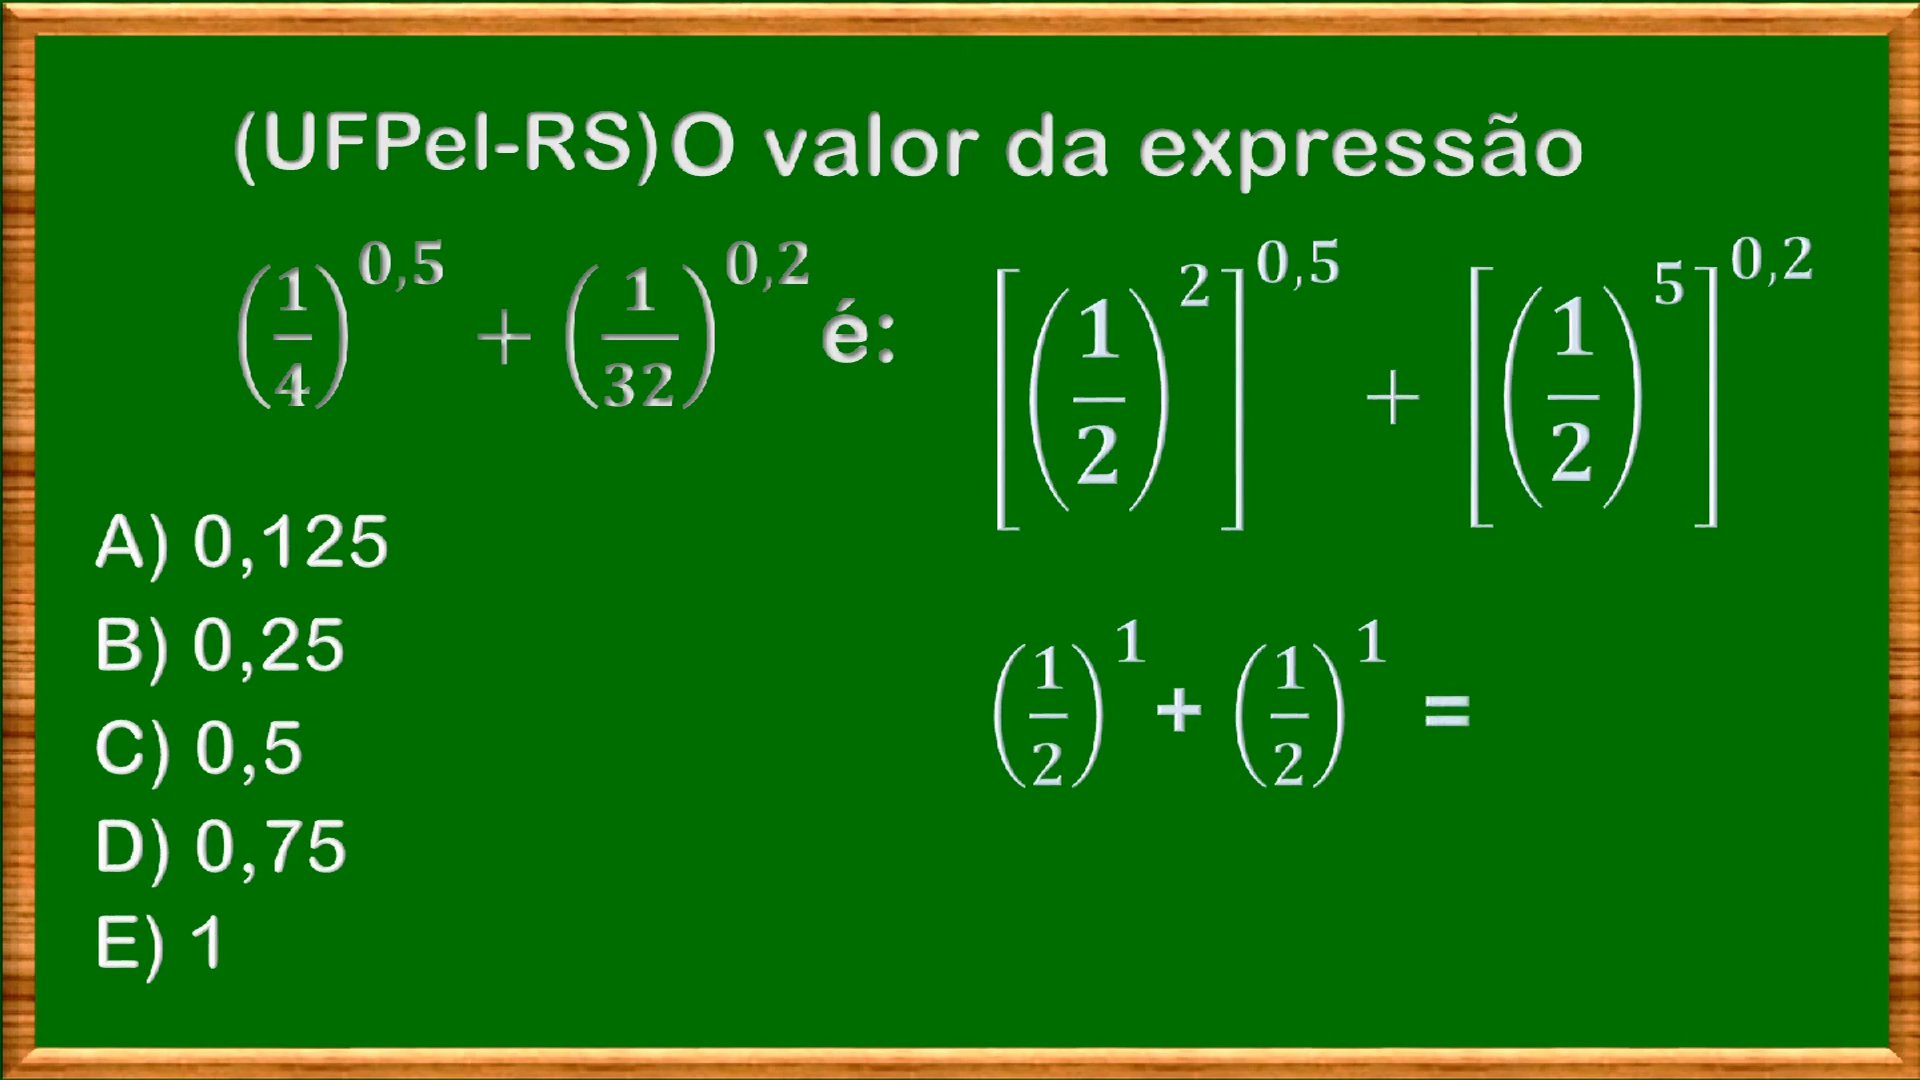 (UFPel-RS) O valor da expressão
(1/4)^0,5 + (1/32)^0,2 é:
[(1/2)^2]^0,5 + [(1/2)^5]^0,2
A) 0,125
B) 0,25
(1/2)^1 + (1/2)^1 =
C) 0,5
D) 0,75
E) 1